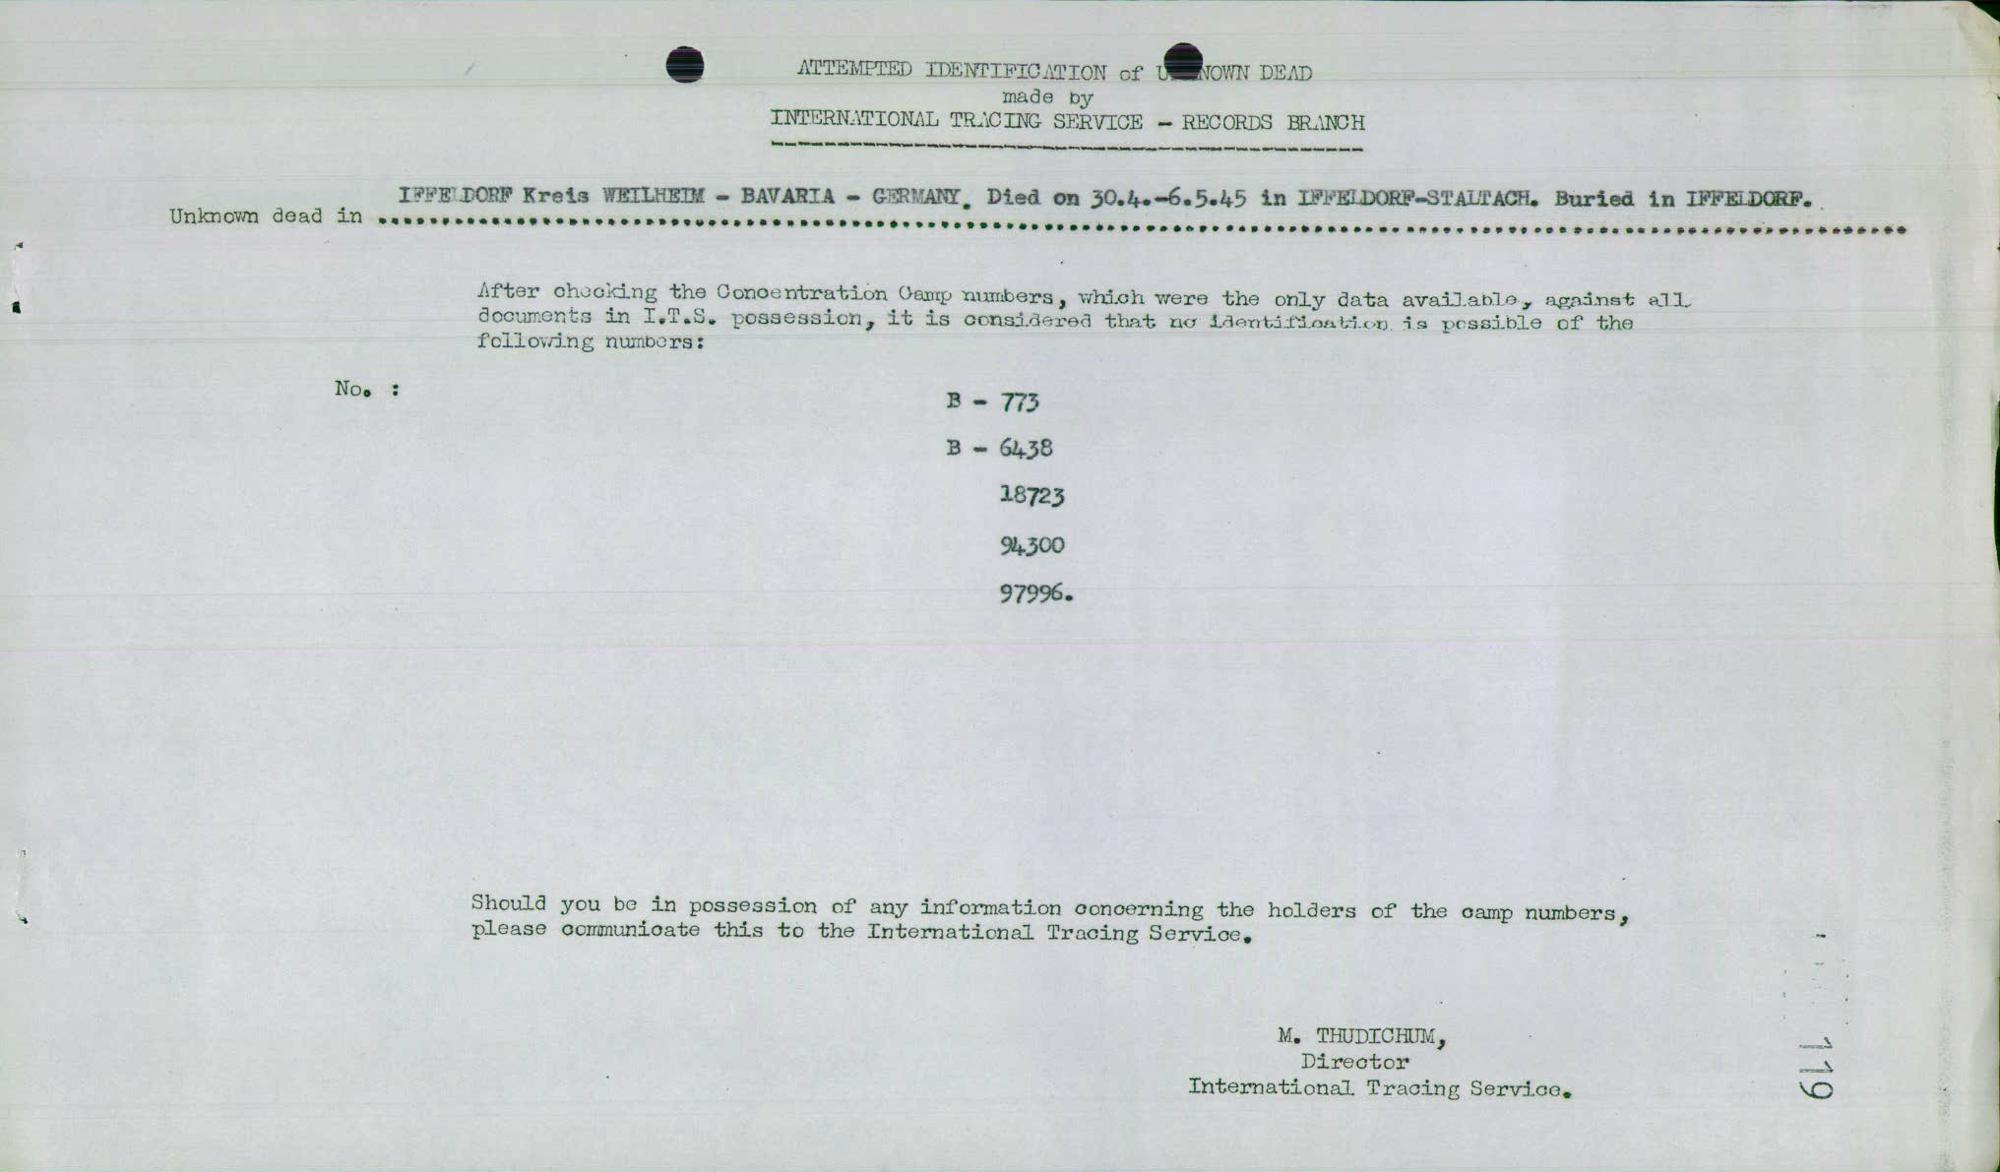 ATTEMPTED IDENTIFICATION of UNKNOWN DEAD
made by
INTERNATIONAL TRACING SERVICE - RECORDS BRANCH
IFFELDORF Kreis WEILHEIM - BAVARIA - GERMANY. Died on 30.4.-6.5.45 in IFFELDORF-STALTACH. Buried in IFFELDORF.
Unknown dead in ........................................
After checking the Concentration Camp numbers, which were the only data available, against all
documents in I.T.S. possession, it is considered that no identification is possible of the
following numbers:
No. :
B - 773
B - 6438
18723
94300
97996.
Should you be in possession of any information concerning the holders of the camp numbers,
please communicate this to the International Tracing Service.
M. THUDICHUM,
Director
International Tracing Service.
119